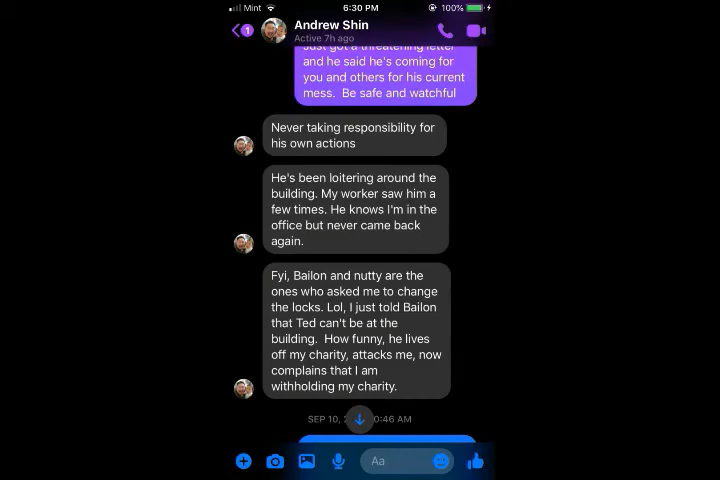 Mint
6:30 PM
100%
1
Andrew Shin
Active 7h ago
Just got a threatening letter
and he said he's coming for
you and others for his current
mess.  Be safe and watchful
Never taking responsibility for
his own actions
He's been loitering around the
building. My worker saw him a
few times. He knows I'm in the
office but never came back
again.
Fyi, Bailon and nutty are the
ones who asked me to change
the locks. Lol, I just told Bailon
that Ted can't be at the
building.  How funny, he lives
off my charity, attacks me, now
complains that I am
withholding my charity.
SEP 10, 0:46 AM
Aa